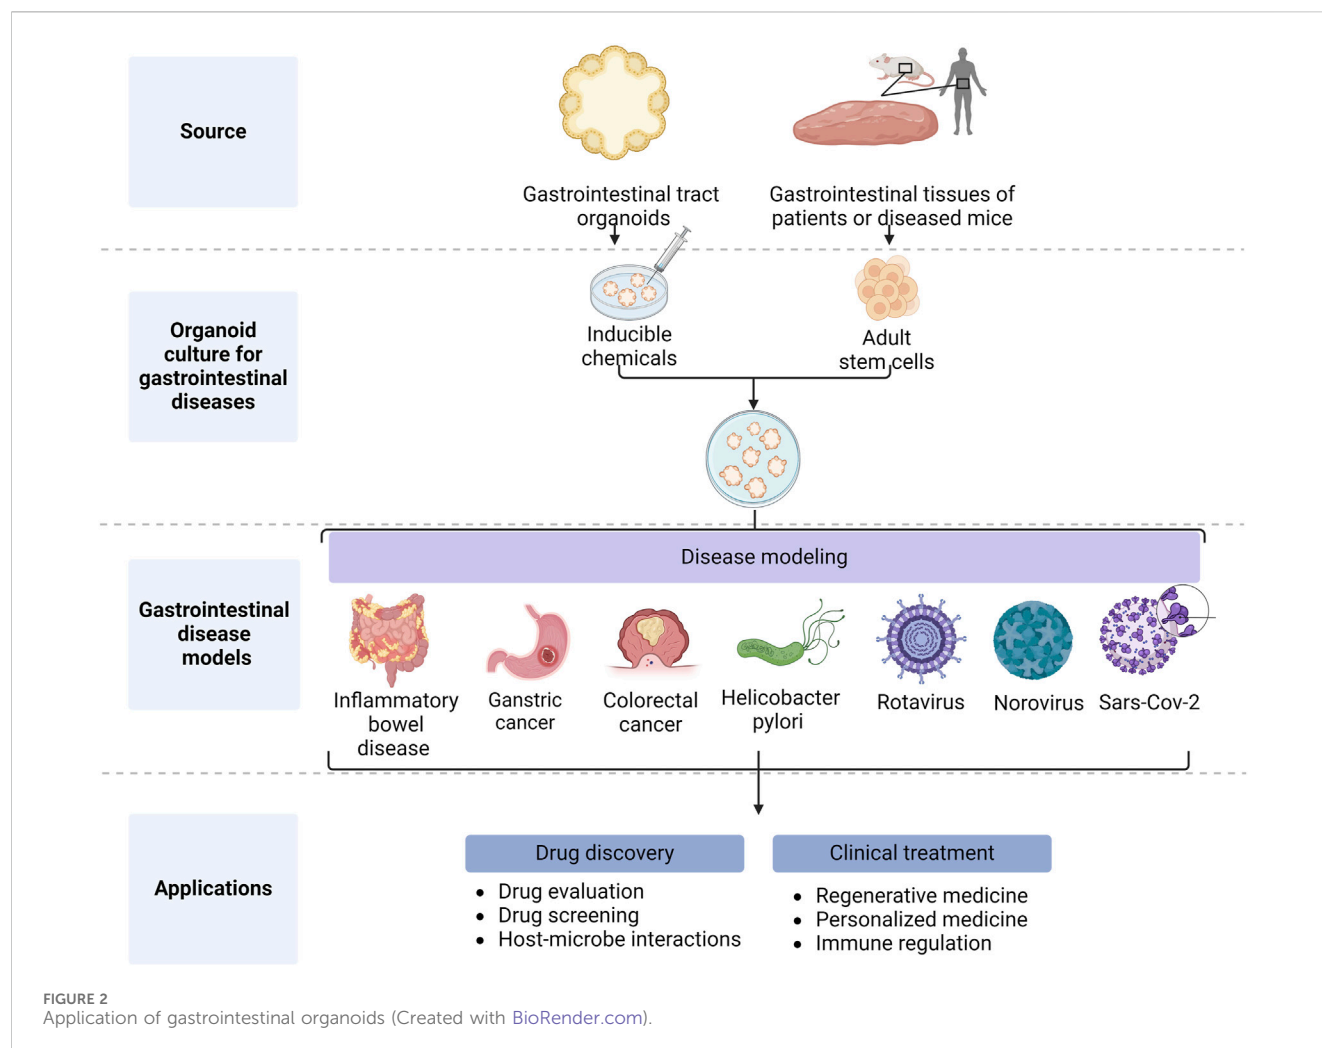 Source
Gastrointestinal tract
organoids
Gastrointestinal tissues of
patients or diseased mice
Organoid
culture for
gastrointestinal
diseases
Inducible
chemicals
Adult
stem cells
Gastrointestinal
disease
models
Disease modeling
Inflammatory
bowel
disease
Ganstric
cancer
Colorectal
cancer
Helicobacter
pylori
Rotavirus
Norovirus
Sars-Cov-2
Applications
Drug discovery
• Drug evaluation
• Drug screening
• Host-microbe interactions
Clinical treatment
• Regenerative medicine
• Personalized medicine
• Immune regulation
FIGURE 2
Application of gastrointestinal organoids (Created with BioRender.com).